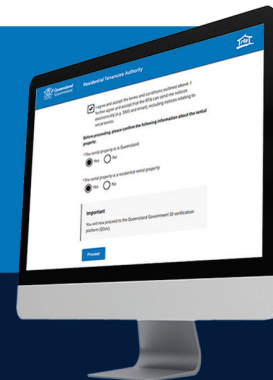 Queensland
Government
Residential Tenancies Authority
rta
I agree and accept the terms and conditions outlined above. I
further agree and accept that the RTA can send me notices
electronically (e.g. SMS and email), including notices relating to
rental bonds.
Before proceeding, please confirm the following information about the rental
property.
*The rental property is in Queensland
Yes No
*The rental property is a residential rental property
Yes No
Important
You will now proceed to the Queensland Government ID verification
platform (QGov).
Proceed